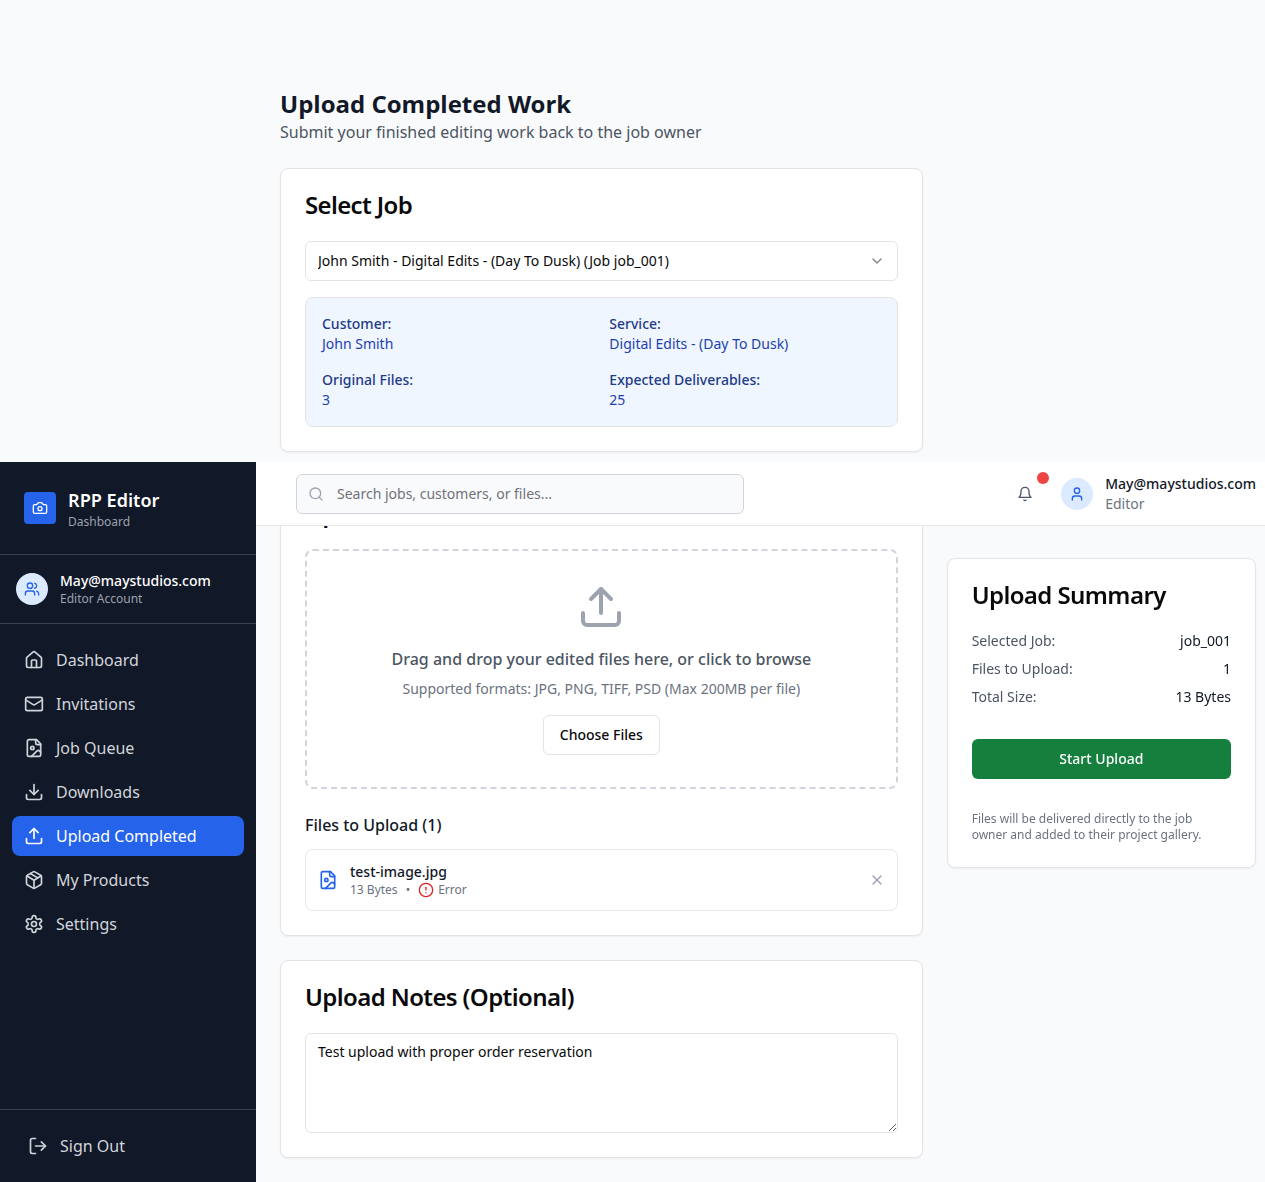 Upload Completed Work
Submit your finished editing work back to the job owner
Select Job
John Smith - Digital Edits - (Day To Dusk) (Job job_001)
Customer:
John Smith
Service:
Digital Edits - (Day To Dusk)
Original Files:
3
Expected Deliverables:
25
RPP Editor
Dashboard
May@maystudios.com
Editor Account
Dashboard
Invitations
Job Queue
Downloads
Upload Completed
My Products
Settings
Sign Out
Search jobs, customers, or files...
May@maystudios.com
Editor
Drag and drop your edited files here, or click to browse
Supported formats: JPG, PNG, TIFF, PSD (Max 200MB per file)
Choose Files
Files to Upload (1)
test-image.jpg
13 Bytes • Error
Upload Notes (Optional)
Test upload with proper order reservation
Upload Summary
Selected Job: job_001
Files to Upload: 1
Total Size: 13 Bytes
Start Upload
Files will be delivered directly to the job
owner and added to their project gallery.